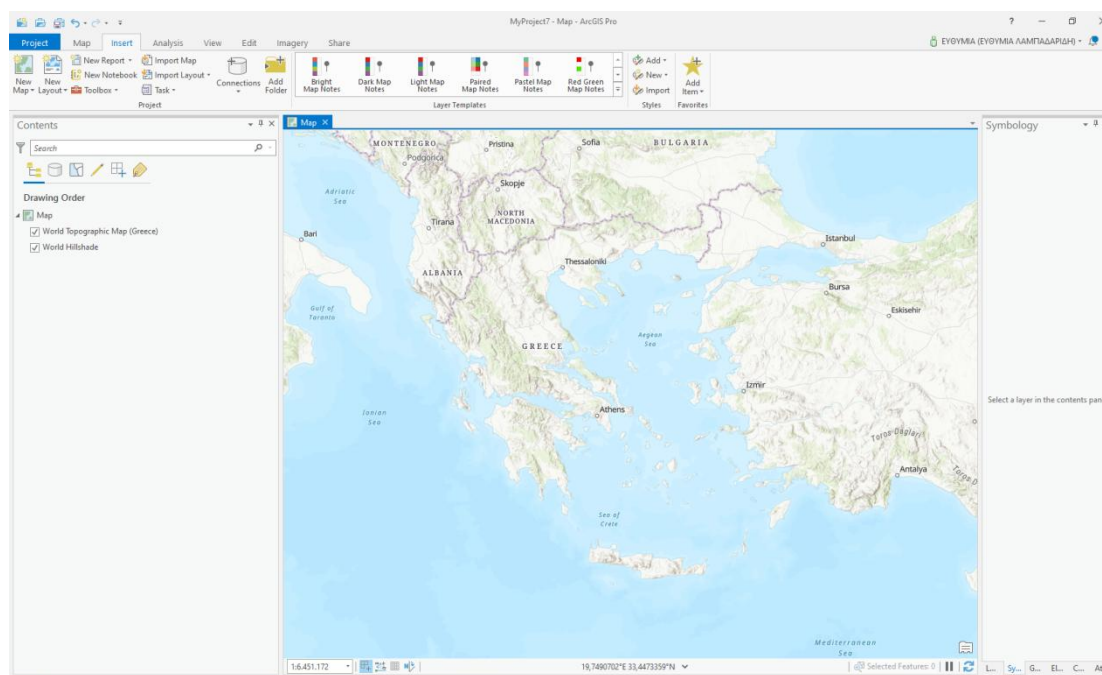 MyProject7 - Map - ArcGIS Pro
?
Project Map Insert Analysis View Edit Imagery Share
ΕΥΘΥΜΙΑ (ΕΥΘΥΜΙΑ ΛΑΜΠΑΔΑΡΙΔΗ)
New Map
New Layout
New Report
New Notebook
Toolbox
Import Map
Import Layout
Task
Connections
Add Folder
Project
Bright Map Notes
Dark Map Notes
Light Map Notes
Paired Map Notes
Pastel Map Notes
Red Green Map Notes
Layer Templates
Add
New
Import
Styles
Add Item
Favorites
Contents
Search
Drawing Order
Map
World Topographic Map (Greece)
World Hillshade
Map
MONTENEGRO
Podgorica
Pristina
Sofia
BULGARIA
Adriatic Sea
Skopje
NORTH MACEDONIA
Tirana
Bari
Istanbul
Thessaloniki
ALBANIA
Bursa
Gulf of Taranto
Eskisehir
Aegean Sea
GREECE
Izmir
Ionian Sea
Athens
Toros Dağları
Antalya
Toros
Sea of Crete
Mediterranean Sea
1:6.451.172
19,7490702°E 33,4473359°N
Selected Features: 0
Symbology
Select a layer in the contents pan
L...
Sy...
G...
El...
C...
At